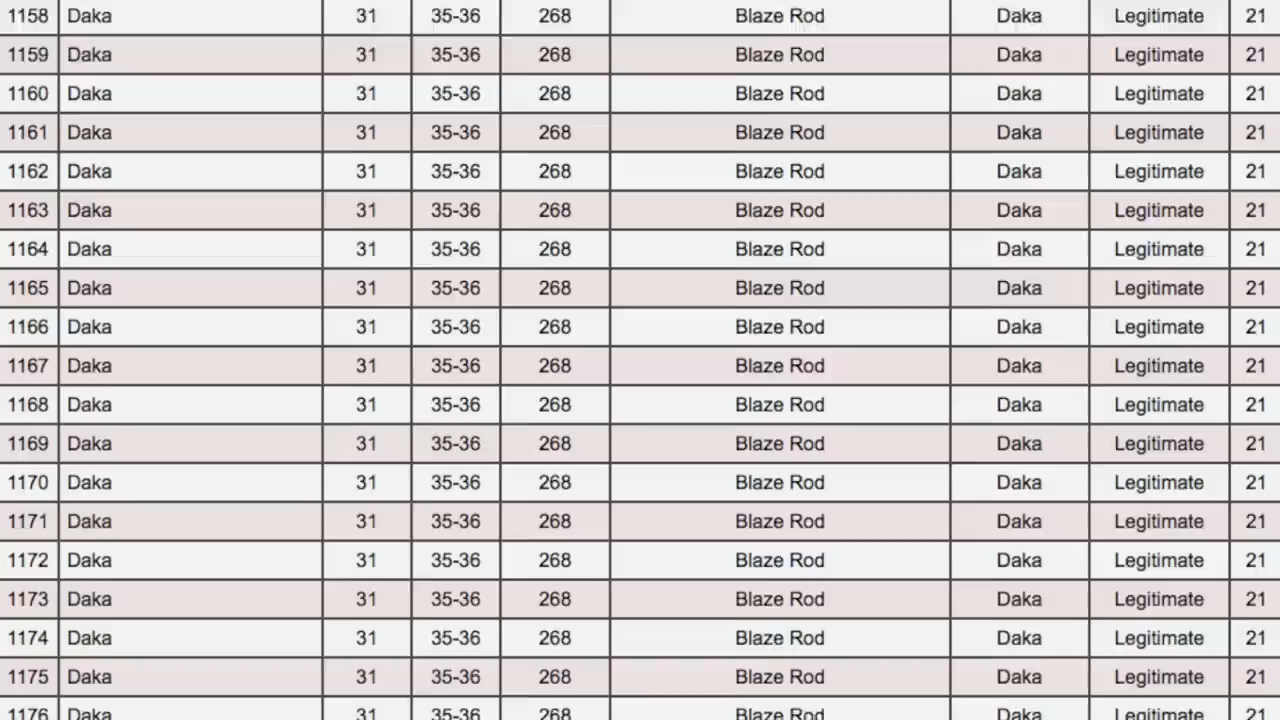 1158 Daka 31 35-36 268 Blaze Rod Daka Legitimate 21
1159 Daka 31 35-36 268 Blaze Rod Daka Legitimate 21
1160 Daka 31 35-36 268 Blaze Rod Daka Legitimate 21
1161 Daka 31 35-36 268 Blaze Rod Daka Legitimate 21
1162 Daka 31 35-36 268 Blaze Rod Daka Legitimate 21
1163 Daka 31 35-36 268 Blaze Rod Daka Legitimate 21
1164 Daka 31 35-36 268 Blaze Rod Daka Legitimate 21
1165 Daka 31 35-36 268 Blaze Rod Daka Legitimate 21
1166 Daka 31 35-36 268 Blaze Rod Daka Legitimate 21
1167 Daka 31 35-36 268 Blaze Rod Daka Legitimate 21
1168 Daka 31 35-36 268 Blaze Rod Daka Legitimate 21
1169 Daka 31 35-36 268 Blaze Rod Daka Legitimate 21
1170 Daka 31 35-36 268 Blaze Rod Daka Legitimate 21
1171 Daka 31 35-36 268 Blaze Rod Daka Legitimate 21
1172 Daka 31 35-36 268 Blaze Rod Daka Legitimate 21
1173 Daka 31 35-36 268 Blaze Rod Daka Legitimate 21
1174 Daka 31 35-36 268 Blaze Rod Daka Legitimate 21
1175 Daka 31 35-36 268 Blaze Rod Daka Legitimate 21
1176 Daka 31 35-36 268 Blaze Rod Daka Legitimate 21